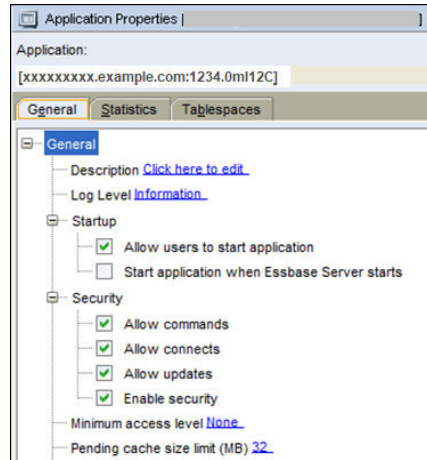 Application Properties [ ]
Application:
[xxxxxxxxx.example.com:1234.0ml12C]
General Statistics Tablespaces
General
Description Click here to edit
Log Level Information
Startup
Allow users to start application
Start application when Essbase Server starts
Security
Allow commands
Allow connects
Allow updates
Enable security
Minimum access level None
Pending cache size limit (MB) 32